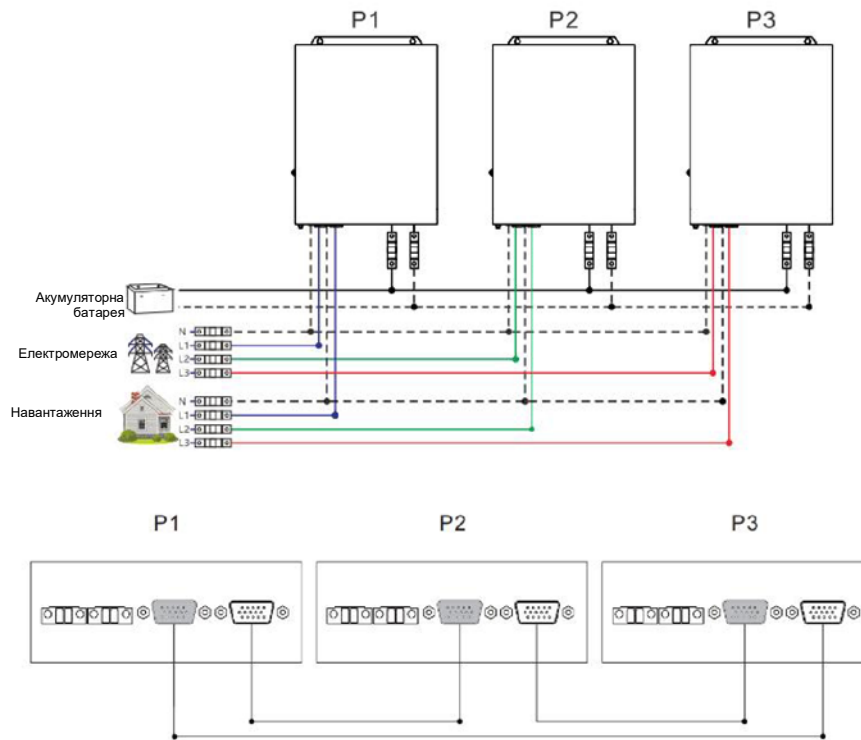 P1 P2 P3
Акумуляторна
батарея
N
L1
Електромережа
L2
L3
N
Навантаження
L1
L2
L3
P1 P2 P3